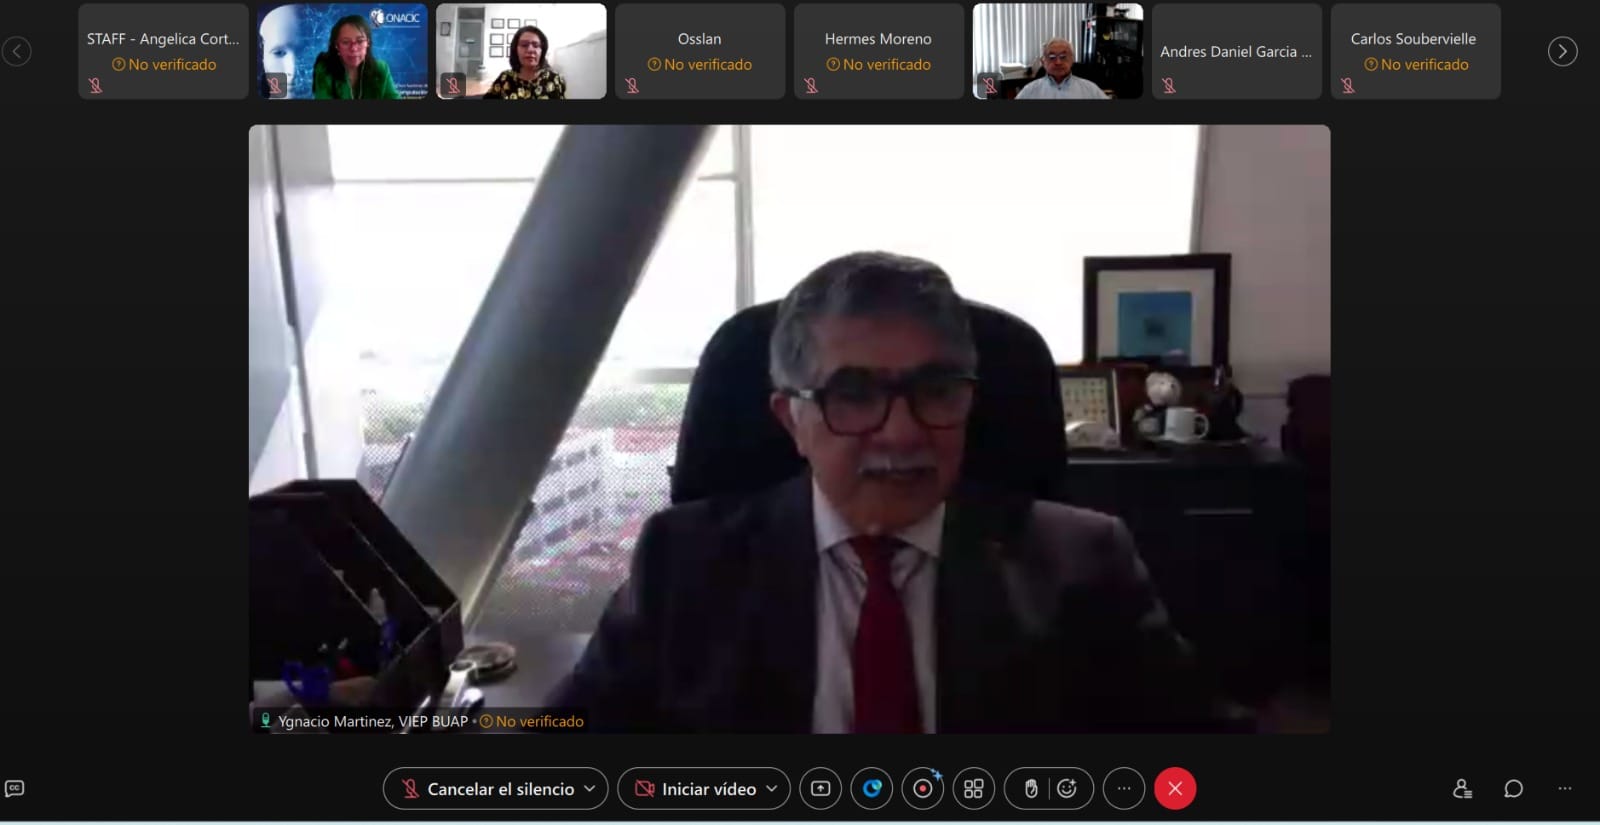 STAFF - Angelica Cort...
No verificado
ONACIC
Osslan
No verificado
Hermes Moreno
No verificado
Andres Daniel Garcia ...
Carlos Soubervielle
No verificado
Ygnacio Martinez, VIEP BUAP • No verificado
CC
Cancelar el silencio
Iniciar vídeo